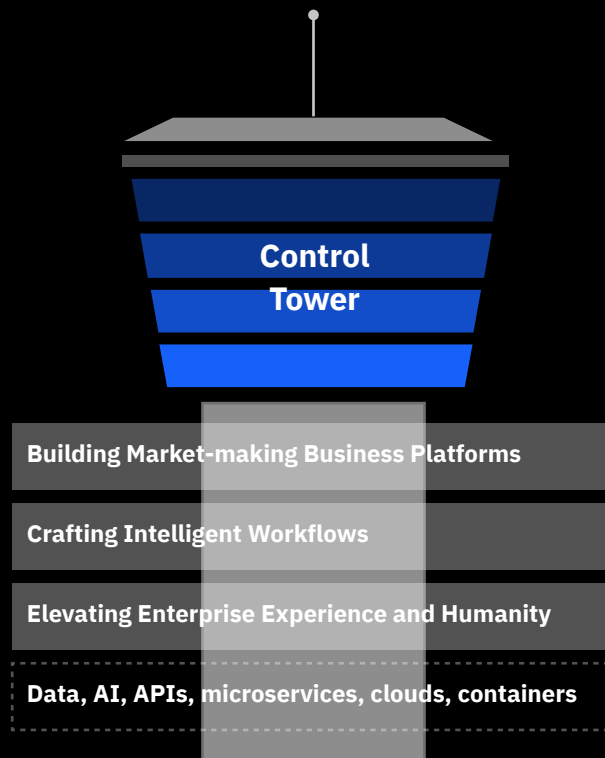 Control
Tower
Building Market-making Business Platforms
Crafting Intelligent Workflows
Elevating Enterprise Experience and Humanity
Data, AI, APIs, microservices, clouds, containers